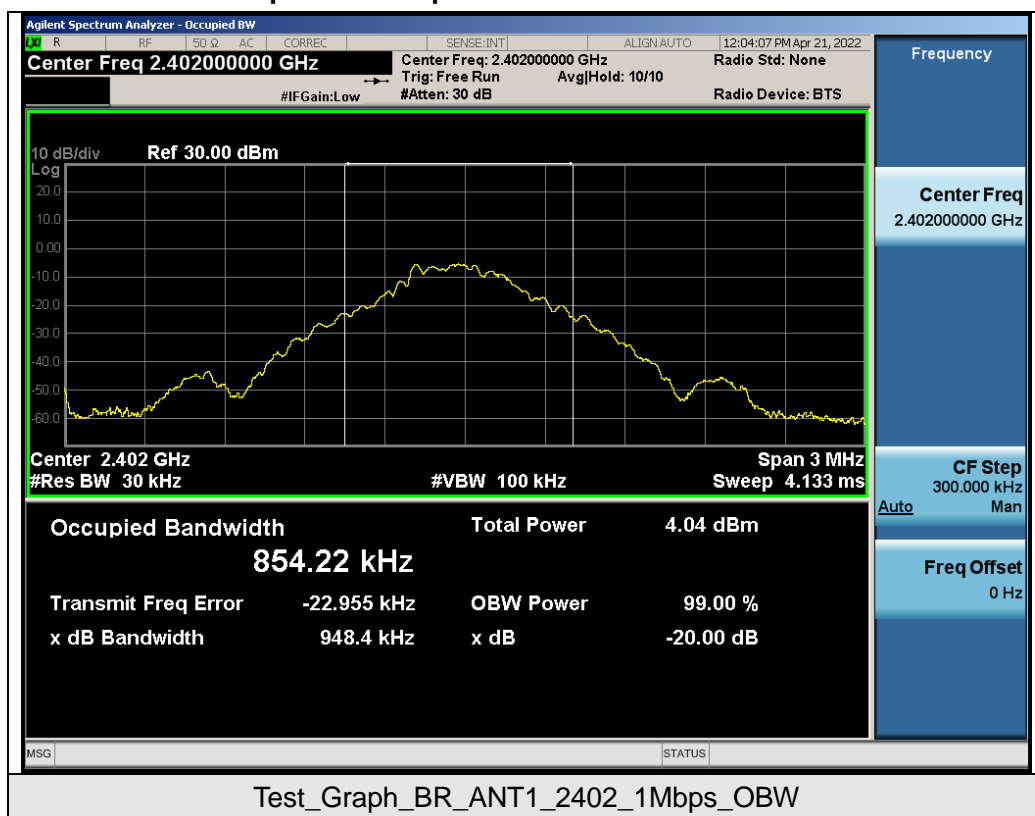 Agilent Spectrum Analyzer - Occupied BW
LXI R RF 50 Ω AC CORREC SENSE:INT ALIGN AUTO 12:04:07 PM Apr 21, 2022
Center Freq 2.402000000 GHz Center Freq: 2.402000000 GHz Radio Std: None
Trig: Free Run Avg|Hold: 10/10
#IFGain:Low #Atten: 30 dB Radio Device: BTS
10 dB/div Ref 30.00 dBm
Log
20.0
10.0
0.00
-10.0
-20.0
-30.0
-40.0
-50.0
-60.0
Center 2.402 GHz Span 3 MHz
#Res BW 30 kHz #VBW 100 kHz Sweep 4.133 ms
Occupied Bandwidth Total Power 4.04 dBm
854.22 kHz
Transmit Freq Error -22.955 kHz OBW Power 99.00 %
x dB Bandwidth 948.4 kHz x dB -20.00 dB
MSG STATUS
Frequency
Center Freq
2.402000000 GHz
CF Step
300.000 kHz
Auto Man
Freq Offset
0 Hz
Test_Graph_BR_ANT1_2402_1Mbps_OBW